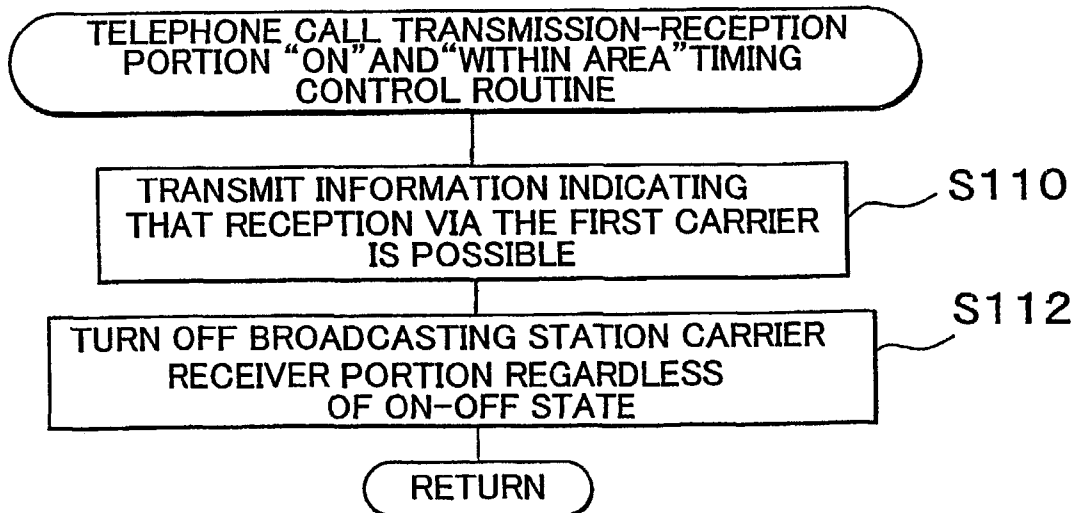 TELEPHONE CALL TRANSMISSION-RECEPTION
PORTION "ON"AND"WITHIN AREA"TIMING
CONTROL ROUTINE
TRANSMIT INFORMATION INDICATING
THAT RECEPTION VIA THE FIRST CARRIER
IS POSSIBLE
S110
TURN OFF BROADCASTING STATION CARRIER
RECEIVER PORTION REGARDLESS
OF ON-OFF STATE
S112
RETURN